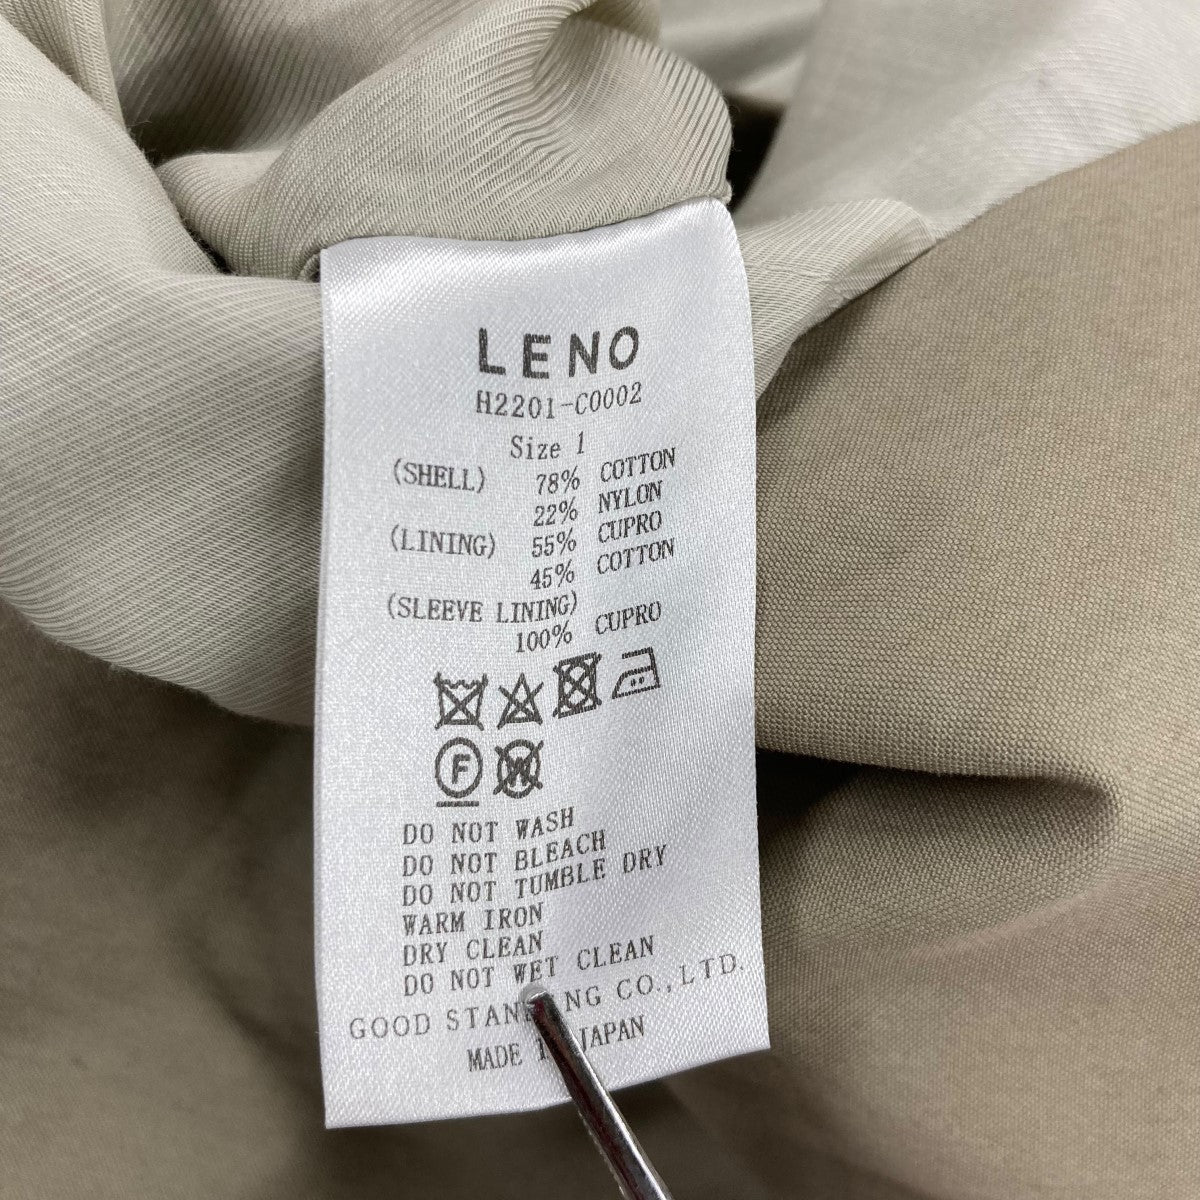 LENO
H2201-C0002
Size 1
(SHELL) 78% COTTON
22% NYLON
(LINING) 55% CUPRO
45% COTTON
(SLEEVE LINING)
100% CUPRO
F W
DO NOT WASH
DO NOT BLEACH
DO NOT TUMBLE DRY
WARM IRON
DRY CLEAN
DO NOT WET CLEAN
GOOD STANDING CO., LTD.
MADE IN JAPAN